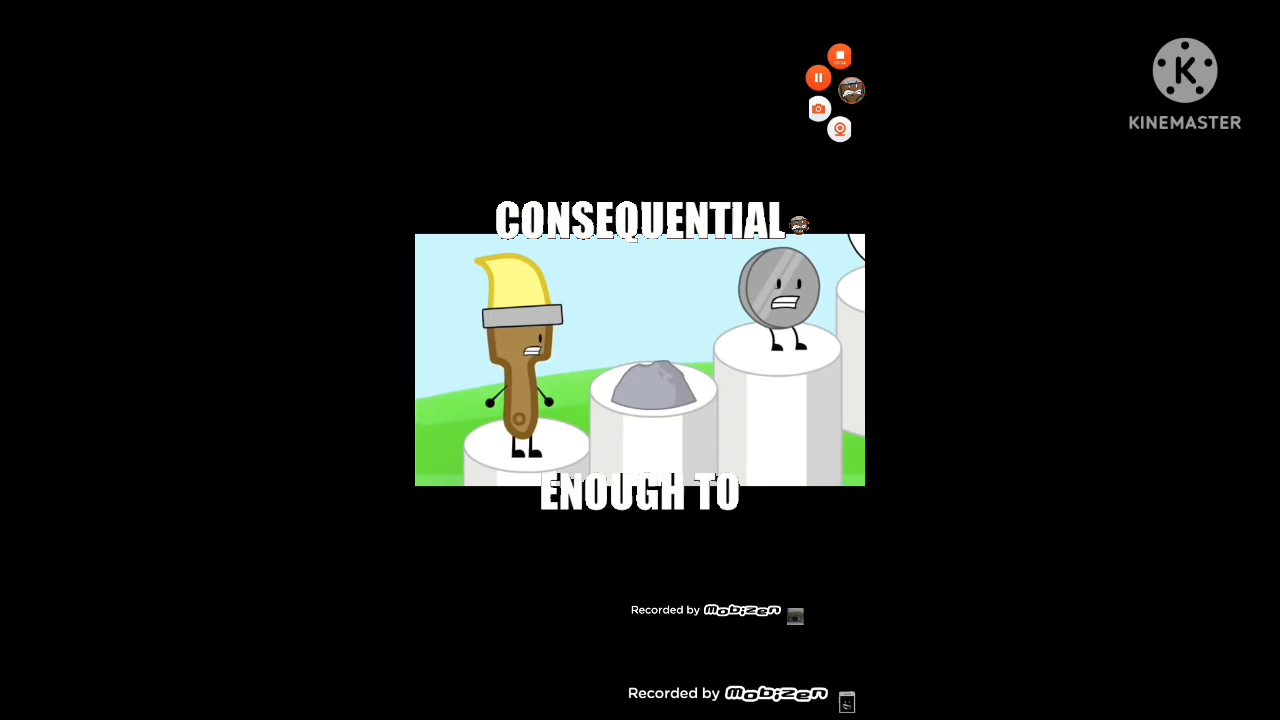 KINEMASTER
CONSEQUENTIAL
ENOUGH TO
Recorded by mobizen
Recorded by mobizen